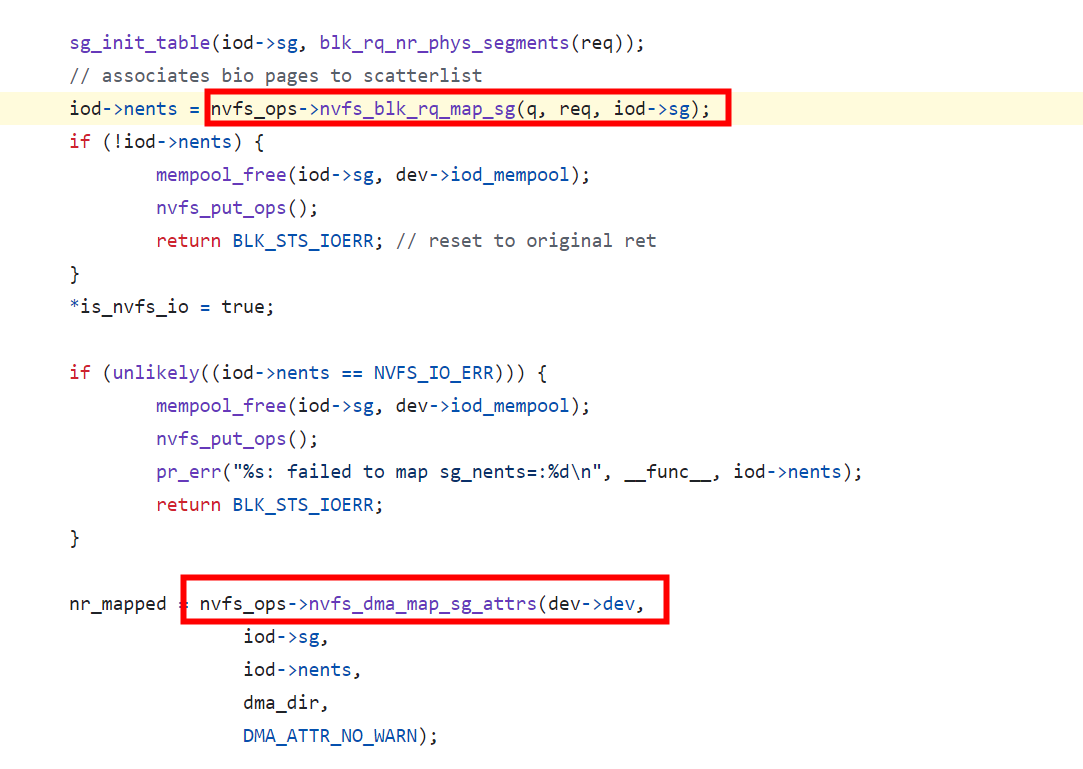 sg_init_table(iod->sg, blk_rq_nr_phys_segments(req));
// associates bio pages to scatterlist
iod->nents = nvfs_ops->nvfs_blk_rq_map_sg(q, req, iod->sg);
if (!iod->nents) {
mempool_free(iod->sg, dev->iod_mempool);
nvfs_put_ops();
return BLK_STS_IOERR; // reset to original ret
}
*is_nvfs_io = true;
if (unlikely((iod->nents == NVFS_IO_ERR))) {
mempool_free(iod->sg, dev->iod_mempool);
nvfs_put_ops();
pr_err("%s: failed to map sg_nents=:%d\n", __func__, iod->nents);
return BLK_STS_IOERR;
}
nr_mapped = nvfs_ops->nvfs_dma_map_sg_attrs(dev->dev,
iod->sg,
iod->nents,
dma_dir,
DMA_ATTR_NO_WARN);